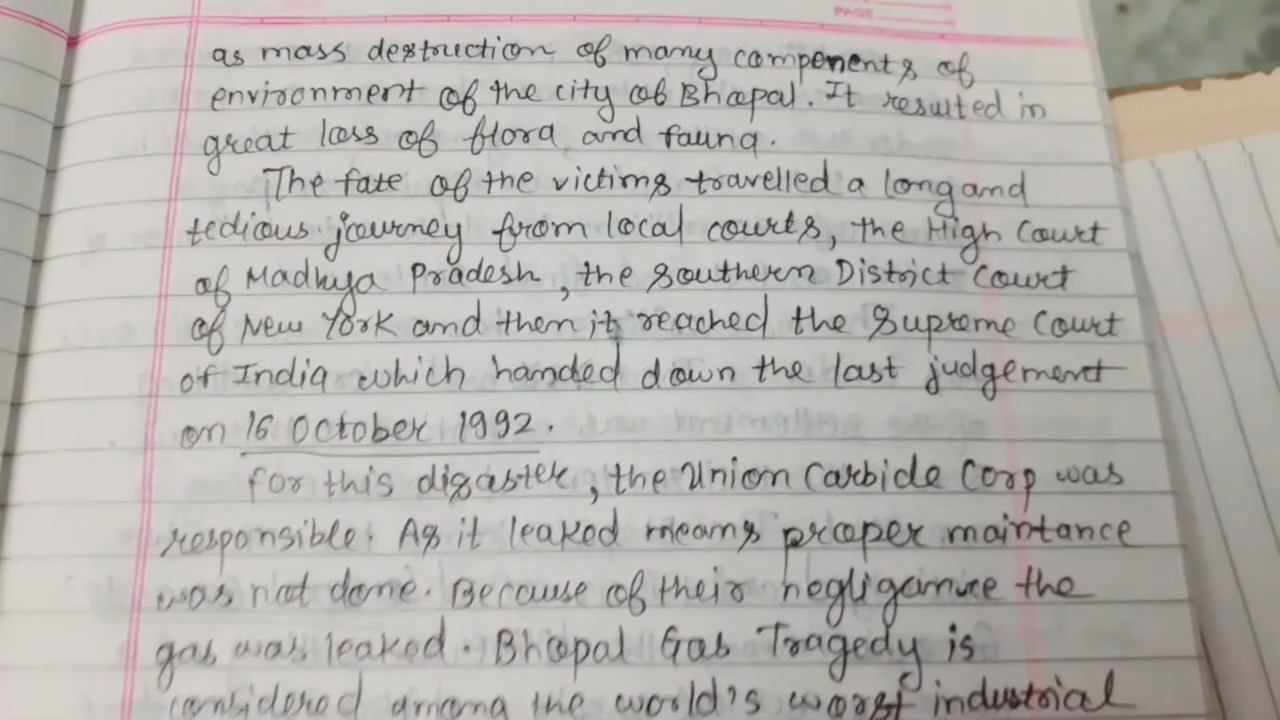 PAGE
as mass destruction of many components of
environment of the city of Bhopal. It resulted in
great loss of flora and fauna.
The fate of the victims travelled a long and
tedious journey from local courts, the High Court
of Madhya Pradesh, the Southern District Court
of New York and then it reached the Supreme Court
of India which handed down the last judgement
on 16 October 1992.
for this disaster, the Union Carbide Corp was
responsible. As it leaked means proper maintance
was not done. Because of their negligamce the
gas was leaked. Bhopal Gas Tragedy is
considered among the world's worst industrial